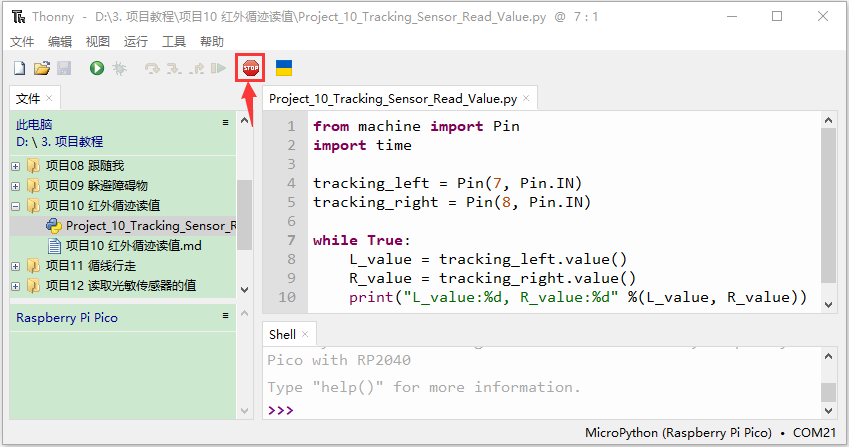 Thonny - D:\3. 项目教程\项目10 红外循迹读值\Project_10_Tracking_Sensor_Read_Value.py @ 7 : 1
文件 编辑 视图 运行 工具 帮助
STOP
文件 ×
此电脑
D: \ 3. 项目教程
项目08 跟随我
项目09 躲避障碍物
项目10 红外循迹读值
Project_10_Tracking_Sensor_R
项目10 红外循迹读值.md
项目11 循线行走
项目12 读取光敏传感器的值
Raspberry Pi Pico
Project_10_Tracking_Sensor_Read_Value.py ×
1 from machine import Pin
2 import time
3
4 tracking_left = Pin(7, Pin.IN)
5 tracking_right = Pin(8, Pin.IN)
6
7 while True:
8 L_value = tracking_left.value()
9 R_value = tracking_right.value()
10 print("L_value:%d, R_value:%d" %(L_value, R_value))
Shell ×
Pico with RP2040
Type "help()" for more information.
>>>
MicroPython (Raspberry Pi Pico) • COM21